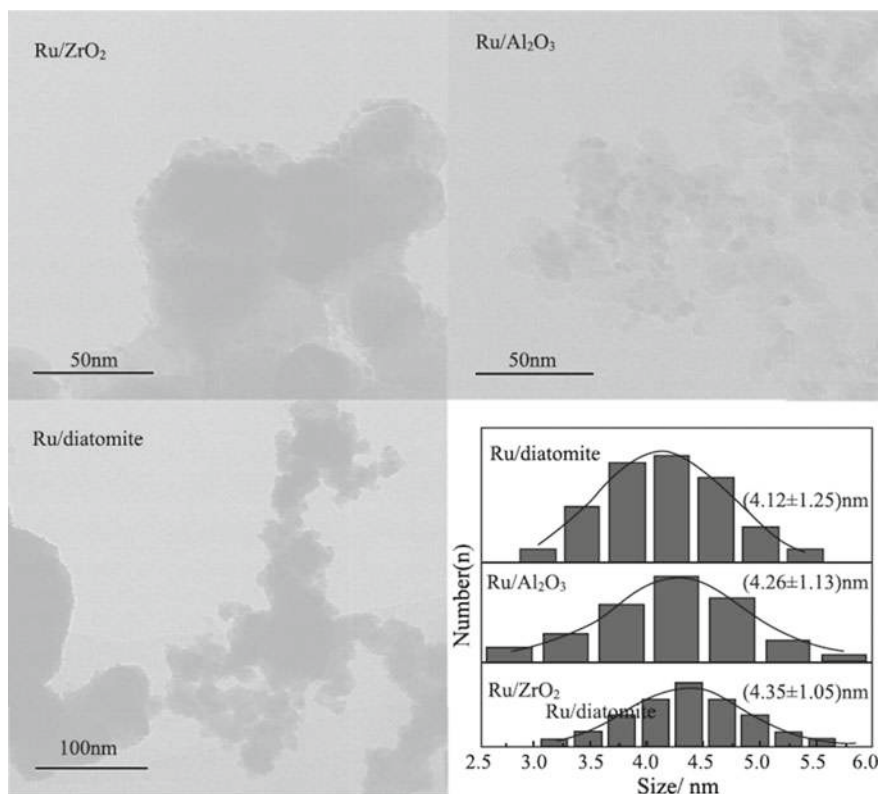 Ru/ZrO₂
50nm
Ru/Al₂O₃
50nm
Ru/diatomite
100nm
Number(n)
Ru/diatomite
(4.12±1.25)nm
Ru/Al₂O₃
(4.26±1.13)nm
Ru/ZrO₂
(4.35±1.05)nm
Ru/diatomite
2.5 3.0 3.5 4.0 4.5 5.0 5.5 6.0
Size/ nm